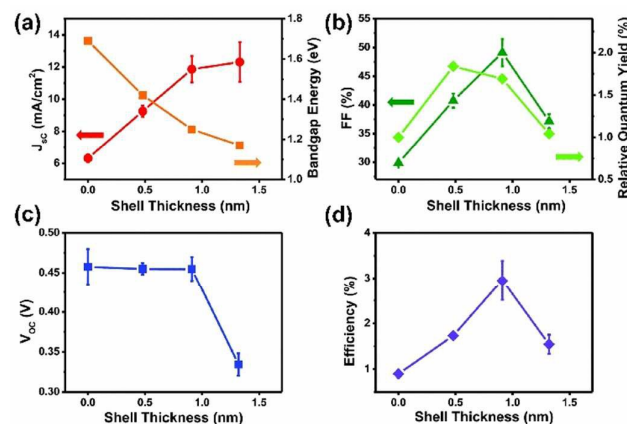 (a)
14
12
10
8
6
J_SC (mA/cm²)
1.8
1.6
1.4
1.2
1.0
Bandgap Energy (eV)
0.0 0.5 1.0 1.5
Shell Thickness (nm)
(b)
55
50
45
40
35
30
FF (%)
2.0
1.5
1.0
0.5
Relative Quantum Yield (%)
0.0 0.5 1.0 1.5
Shell Thickness (nm)
(c)
0.50
0.45
0.40
0.35
0.30
V_OC (V)
0.0 0.5 1.0 1.5
Shell Thickness (nm)
(d)
4
3
2
1
Efficiency (%)
0.0 0.5 1.0 1.5
Shell Thickness (nm)